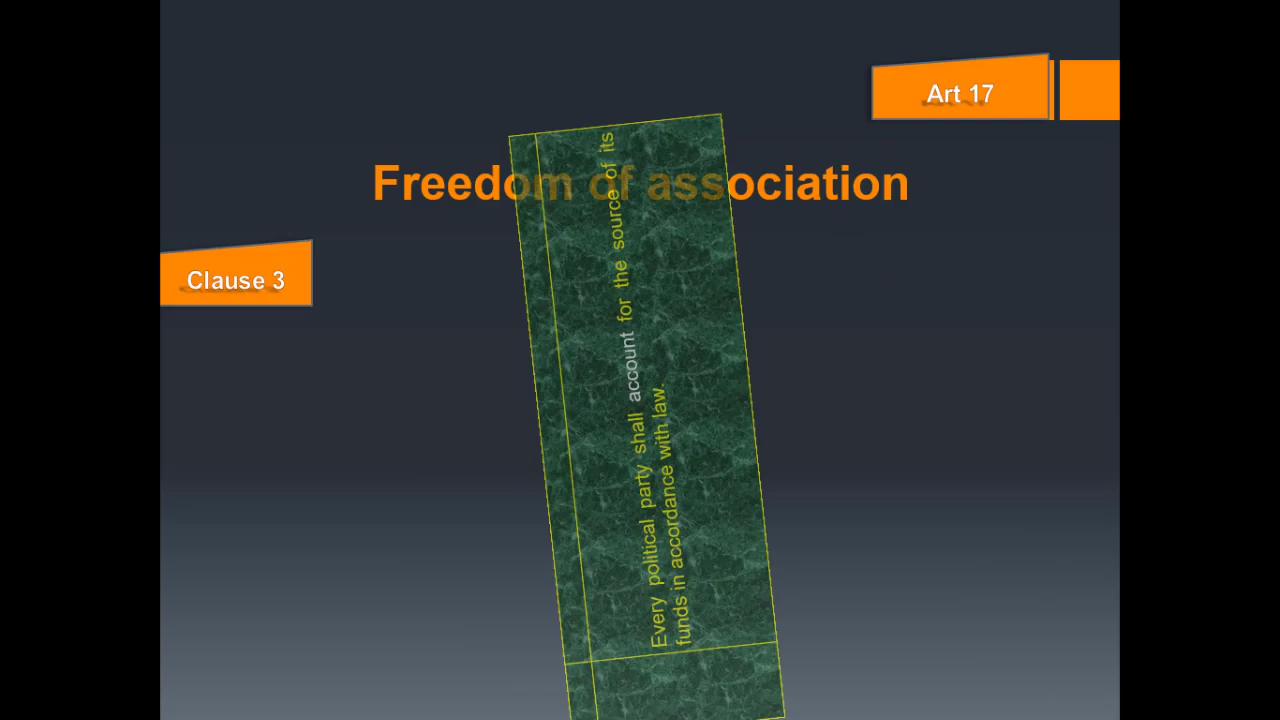 Art 17
Freedom of association
Clause 3
Every political party shall account for the source of its
funds in accordance with law.